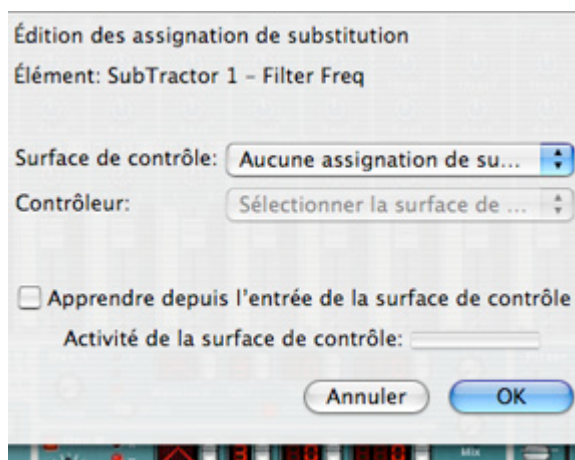 Édition des assignation de substitution
Élément: SubTractor 1 – Filter Freq
Surface de contrôle: Aucune assignation de su...
Contrôleur: Sélectionner la surface de ...
Apprendre depuis l'entrée de la surface de contrôle
Activité de la surface de contrôle:
Annuler OK
Mix